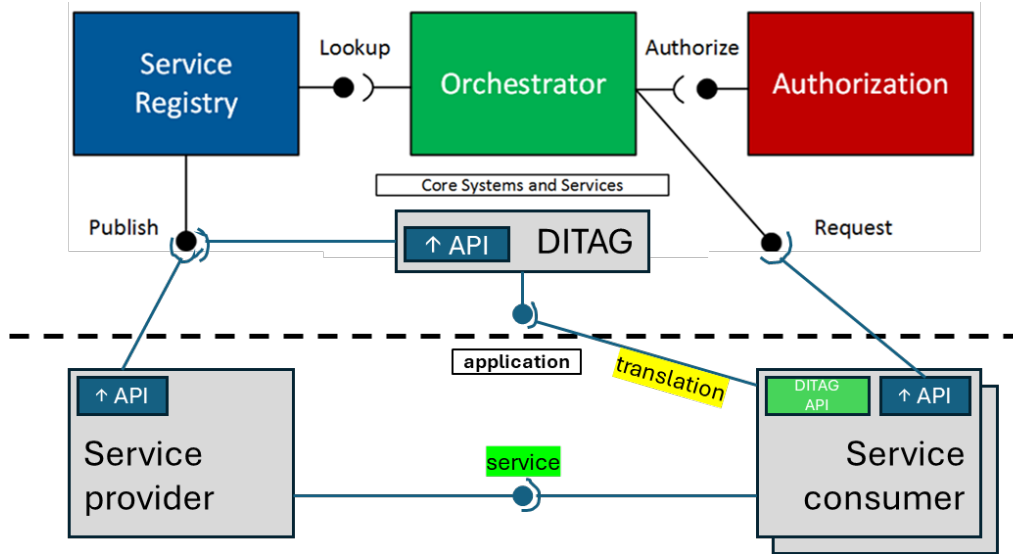 Service
Registry
Lookup
Orchestrator
Authorize
Authorization
Core Systems and Services
Publish
↑ API
DITAG
Request
application
translation
↑ API
DITAG
API
↑ API
Service
provider
service
Service
consumer